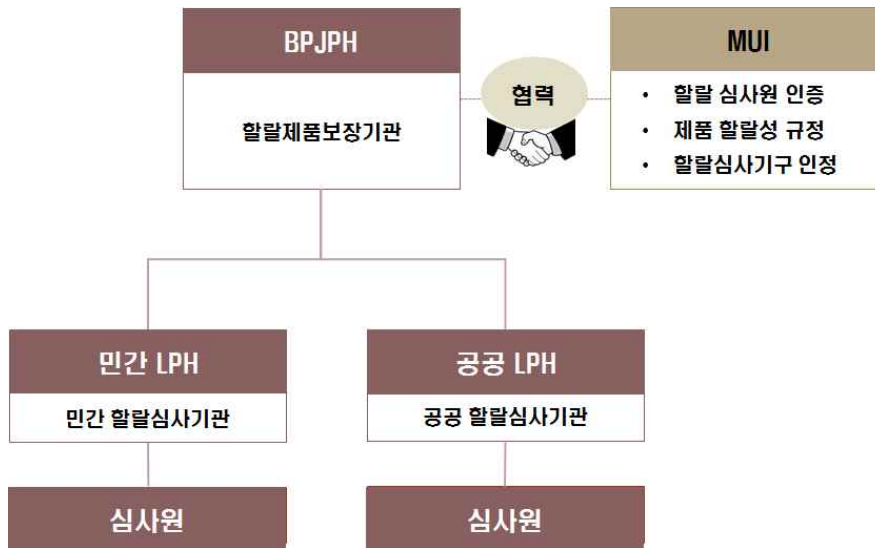 BPJPH
할랄제품보장기관
협력
MUI
• 할랄 심사원 인증
• 제품 할랄성 규정
• 할랄심사기구 인정
민간 LPH
민간 할랄심사기관
공공 LPH
공공 할랄심사기관
심사원
심사원